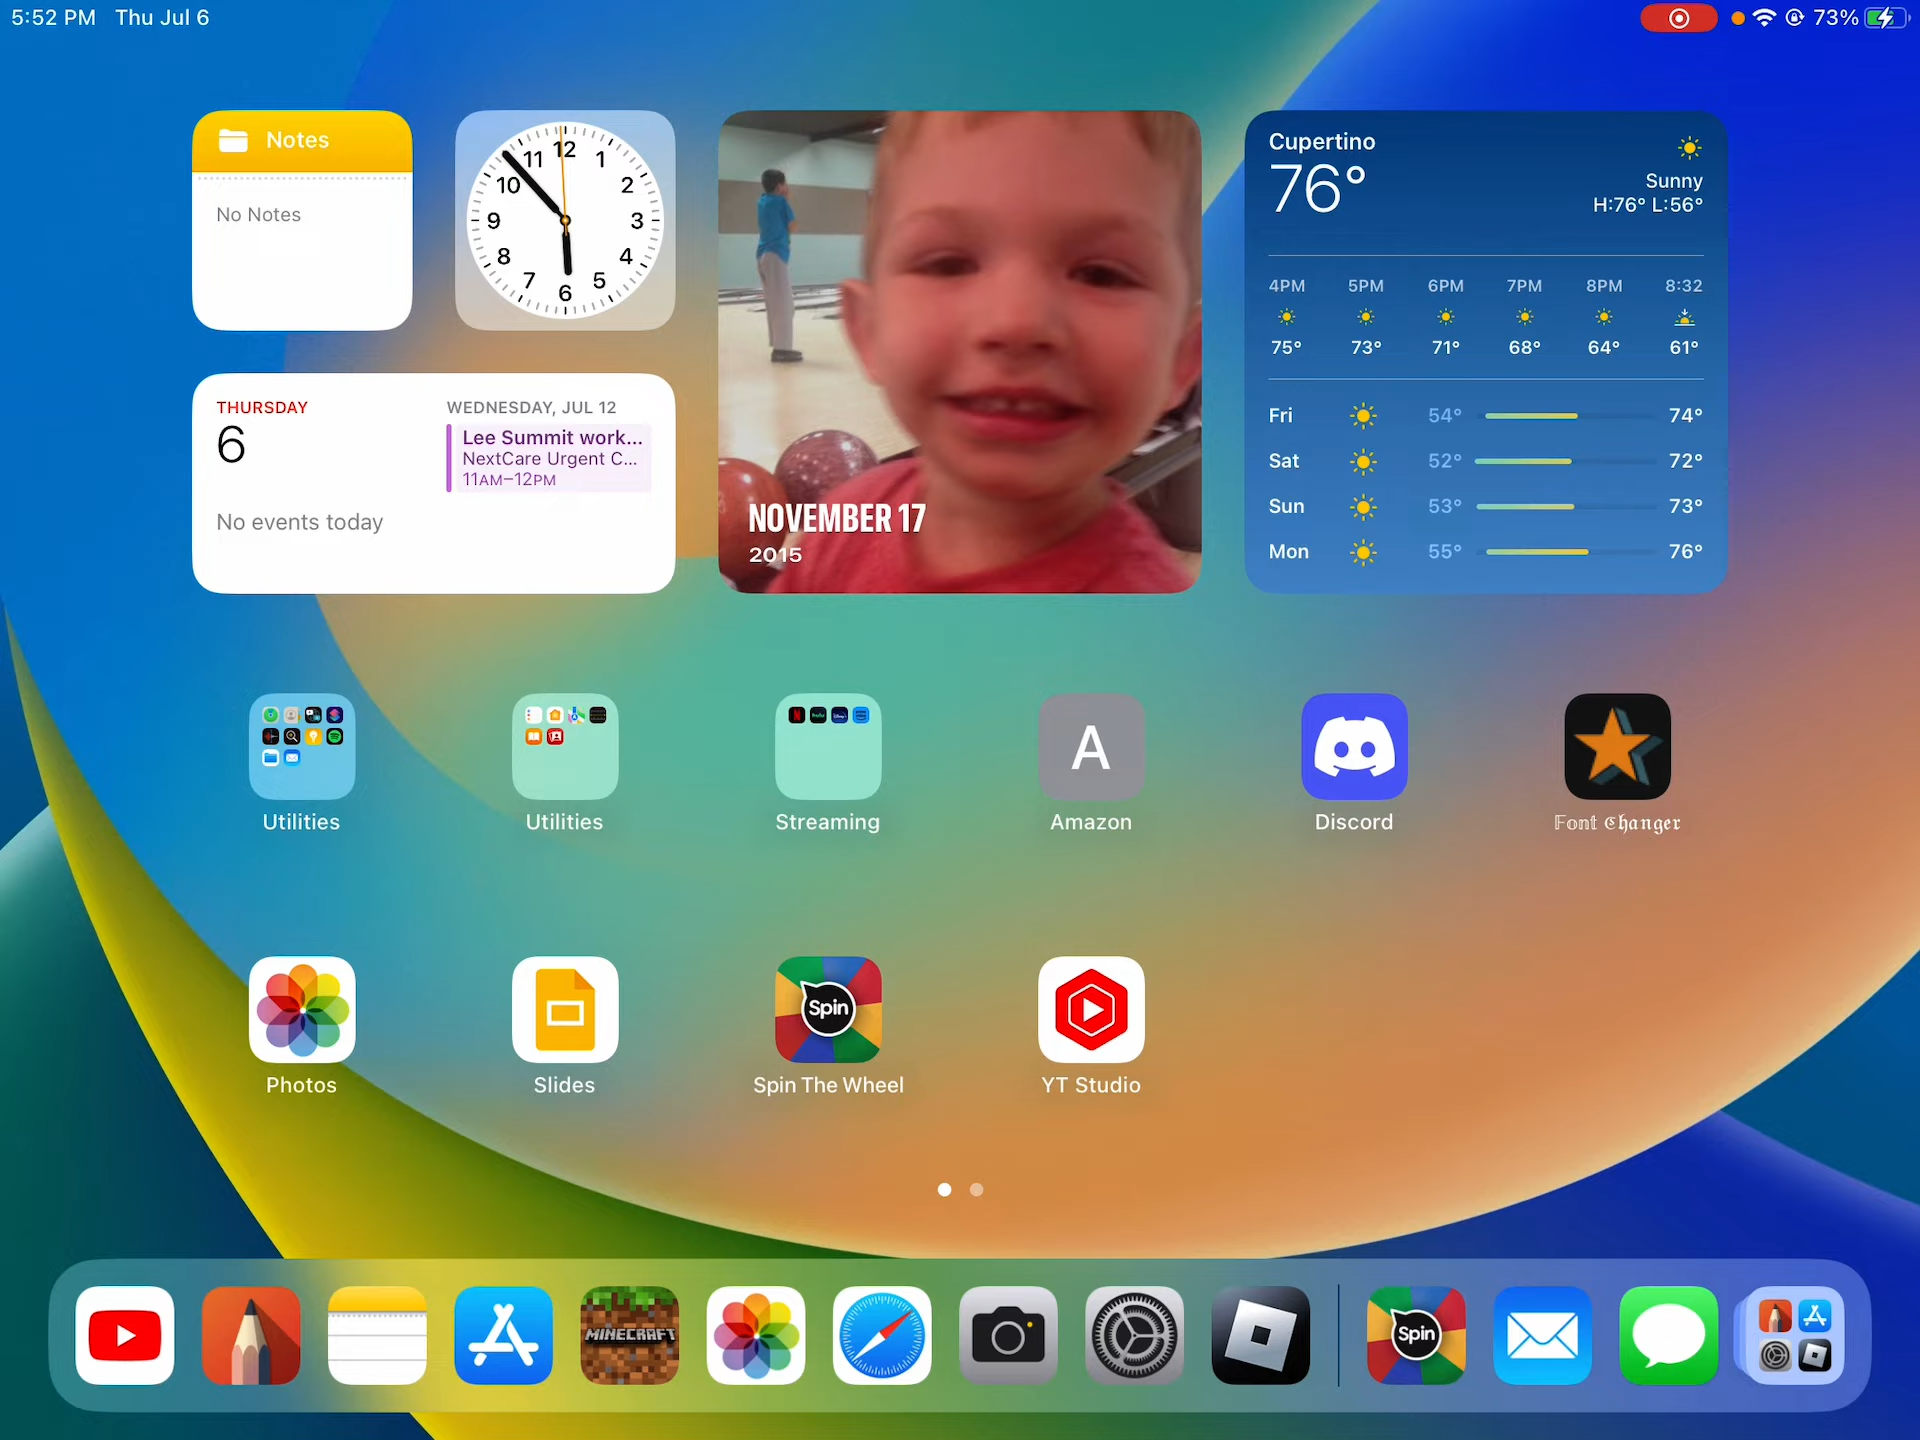 5:52 PM Thu Jul 6
73%
Notes
No Notes
12
1
2
3
4
5
6
7
8
9
10
11
THURSDAY
6
No events today
WEDNESDAY, JUL 12
Lee Summit work...
NextCare Urgent C...
11AM–12PM
NOVEMBER 17
2015
Cupertino
76°
Sunny
H:76° L:56°
4PM 5PM 6PM 7PM 8PM 8:32
75° 73° 71° 68° 64° 61°
Fri 54° 74°
Sat 52° 72°
Sun 53° 73°
Mon 55° 76°
A
Utilities
Utilities
Streaming
Amazon
Discord
𝔽𝕠𝕟𝕥 𝕮𝖍𝖆𝖓𝖌𝖊𝖗
Spin
Photos
Slides
Spin The Wheel
YT Studio
MINECRAFT
Spin